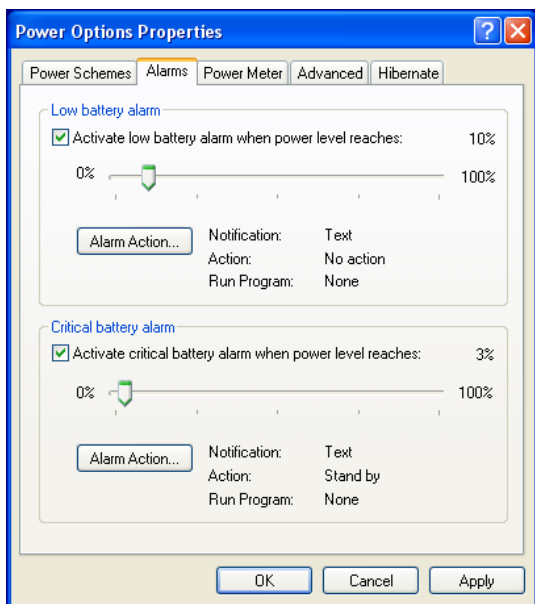 Power Options Properties
Power Schemes Alarms Power Meter Advanced Hibernate
Low battery alarm
Activate low battery alarm when power level reaches: 10%
0% 100%
Alarm Action... Notification: Text
Action: No action
Run Program: None
Critical battery alarm
Activate critical battery alarm when power level reaches: 3%
0% 100%
Alarm Action... Notification: Text
Action: Stand by
Run Program: None
OK Cancel Apply